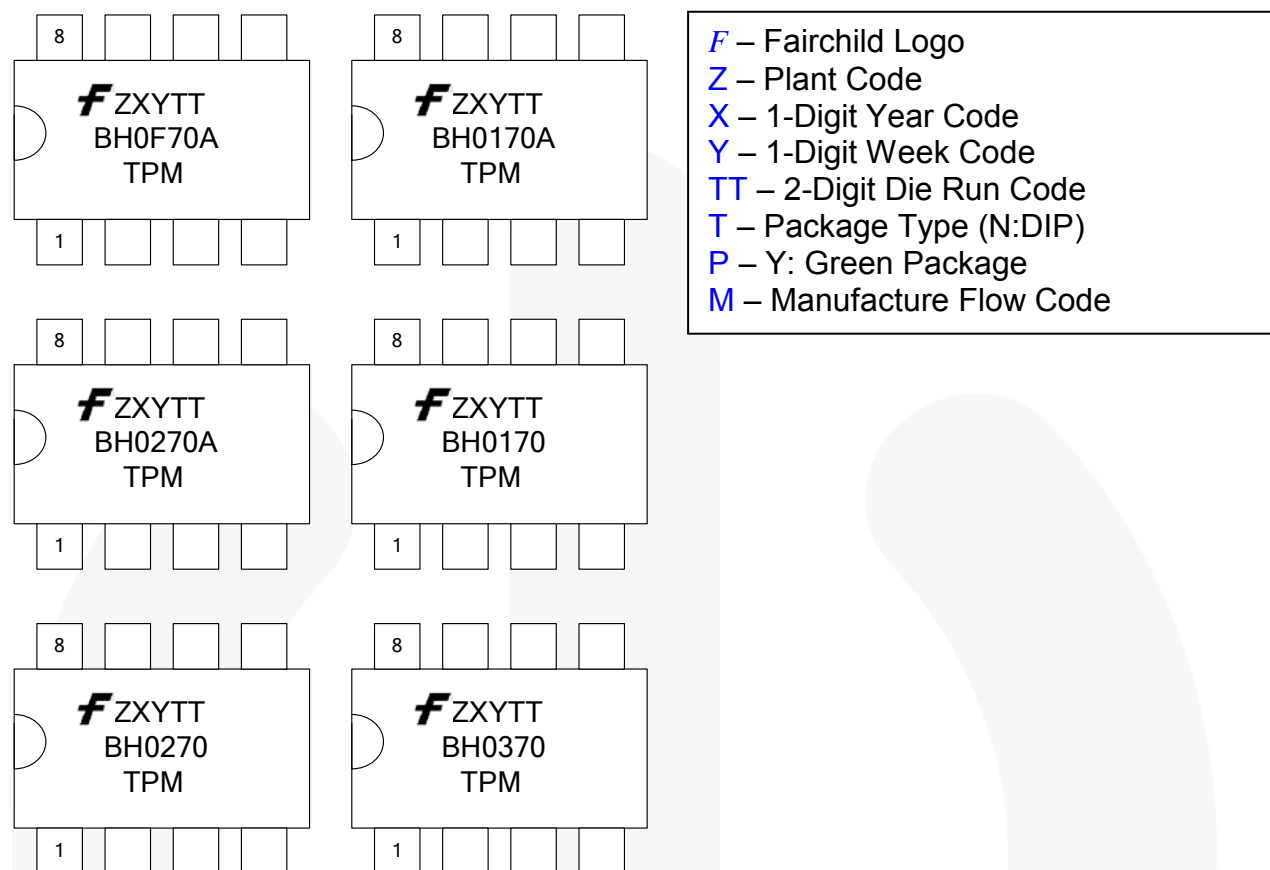 8
ZXYTT
BH0F70A
TPM
1
8
ZXYTT
BH0170A
TPM
1
F – Fairchild Logo
Z – Plant Code
X – 1-Digit Year Code
Y – 1-Digit Week Code
TT – 2-Digit Die Run Code
T – Package Type (N:DIP)
P – Y: Green Package
M – Manufacture Flow Code
8
ZXYTT
BH0270A
TPM
1
8
ZXYTT
BH0170
TPM
1
8
ZXYTT
BH0270
TPM
1
8
ZXYTT
BH0370
TPM
1